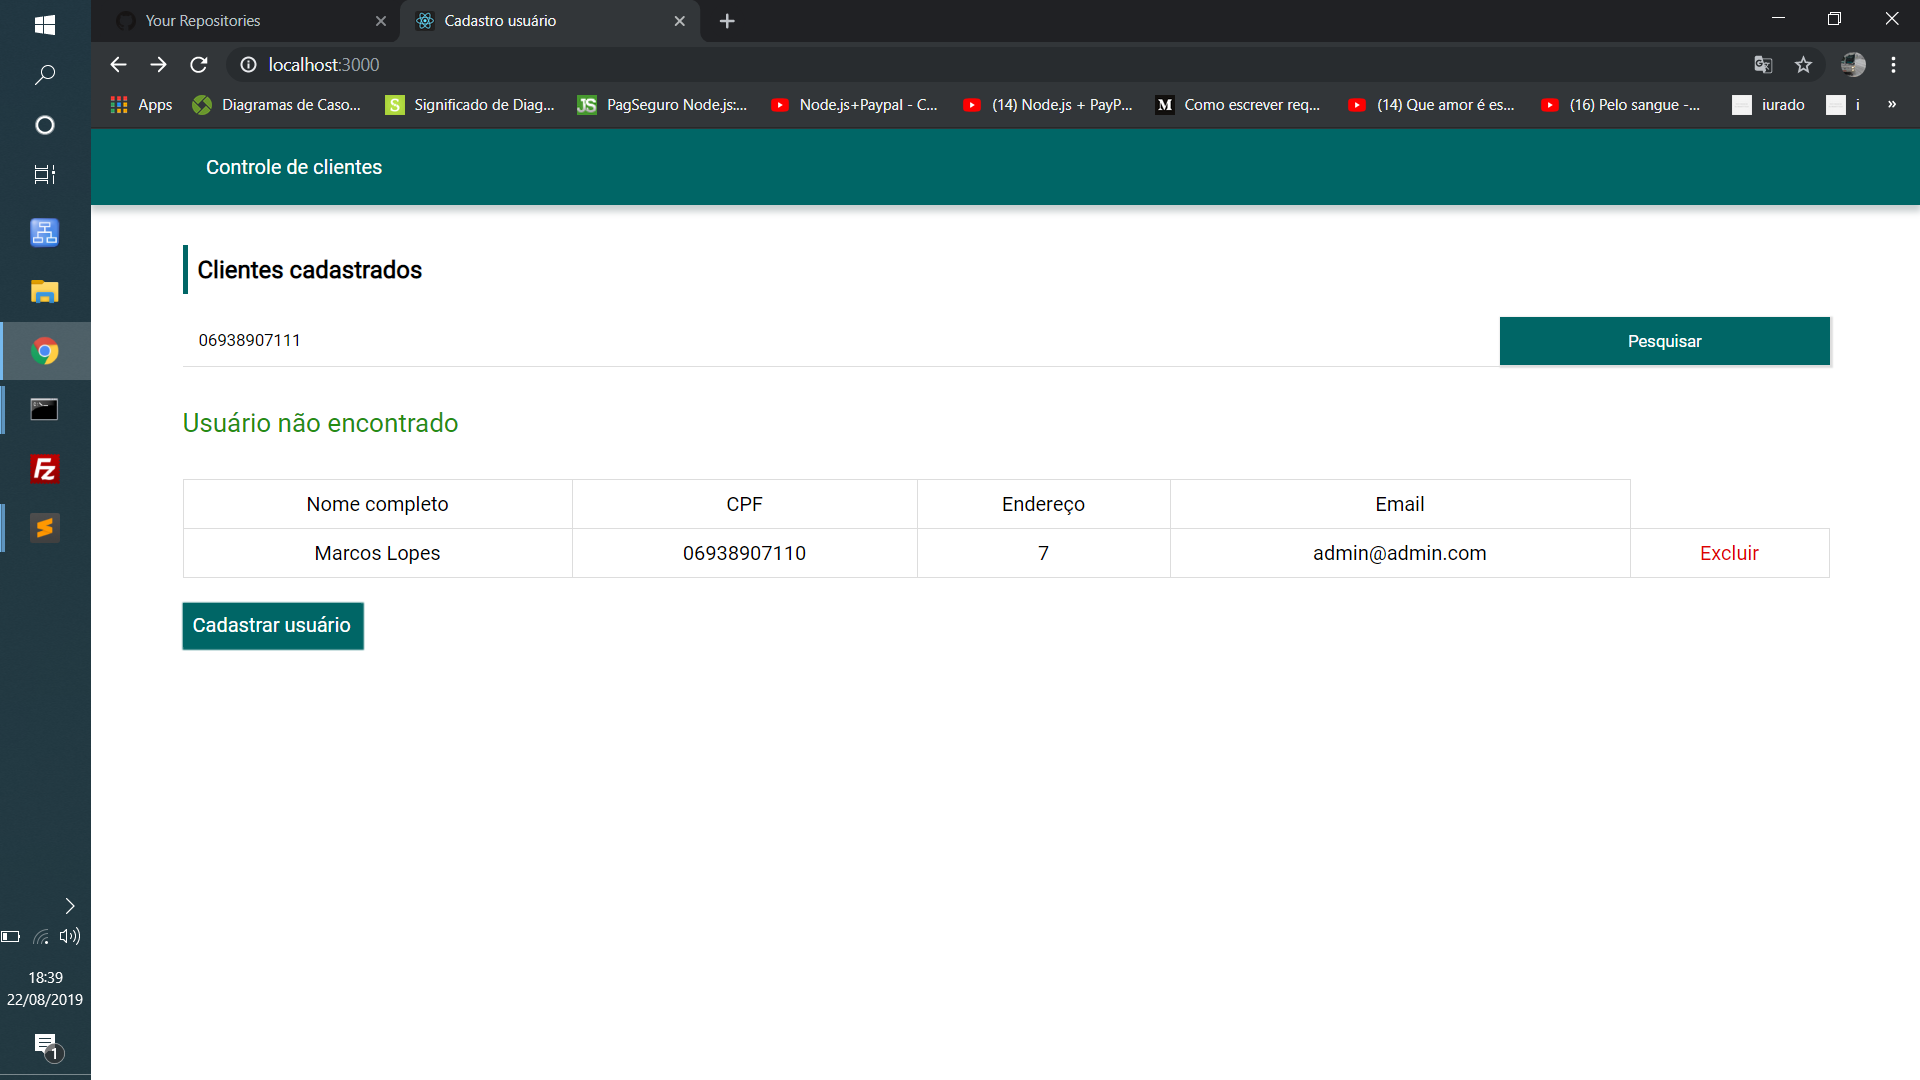 Your Repositories
Cadastro usuário
localhost:3000
Apps
Diagramas de Caso...
S
Significado de Diag...
JS
PagSeguro Node.js:...
Node.js+Paypal - C...
(14) Node.js + PayP...
M
Como escrever req...
(14) Que amor é es...
(16) Pelo sangue -...
iurado
i
»
Controle de clientes
Clientes cadastrados
06938907111
Pesquisar
Usuário não encontrado
Nome completo CPF Endereço Email
Marcos Lopes 06938907110 7 admin@admin.com Excluir
Cadastrar usuário
Fz
18:39
22/08/2019
1